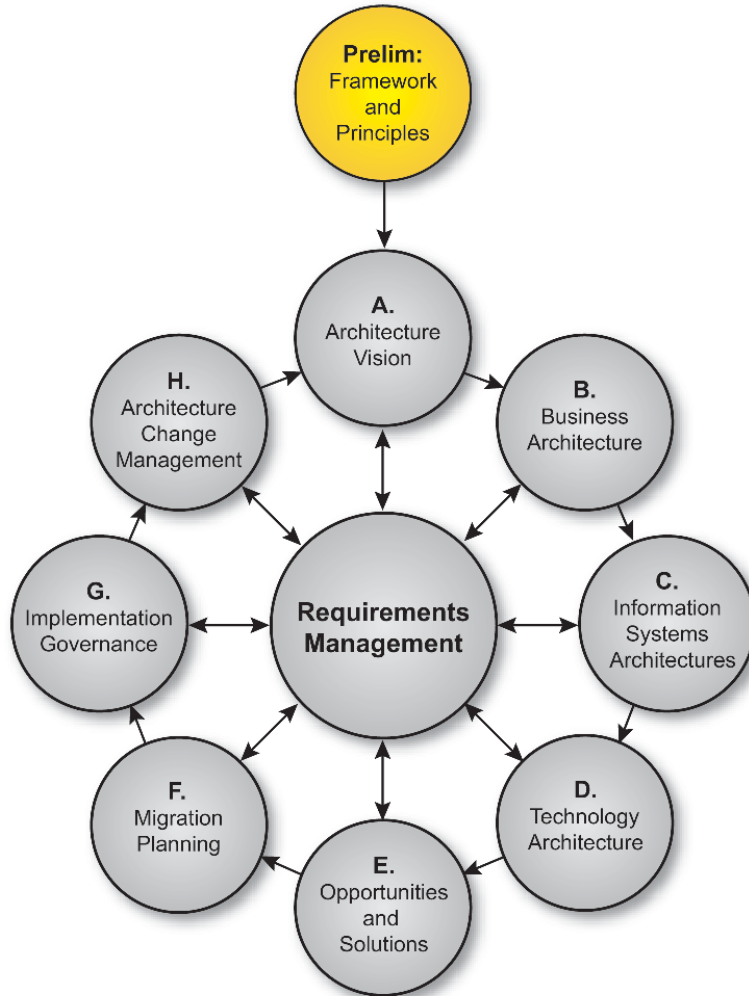 Prelim:
Framework
and
Principles
A.
Architecture
Vision
B.
Business
Architecture
C.
Information
Systems
Architectures
D.
Technology
Architecture
E.
Opportunities
and
Solutions
F.
Migration
Planning
G.
Implementation
Governance
H.
Architecture
Change
Management
Requirements
Management